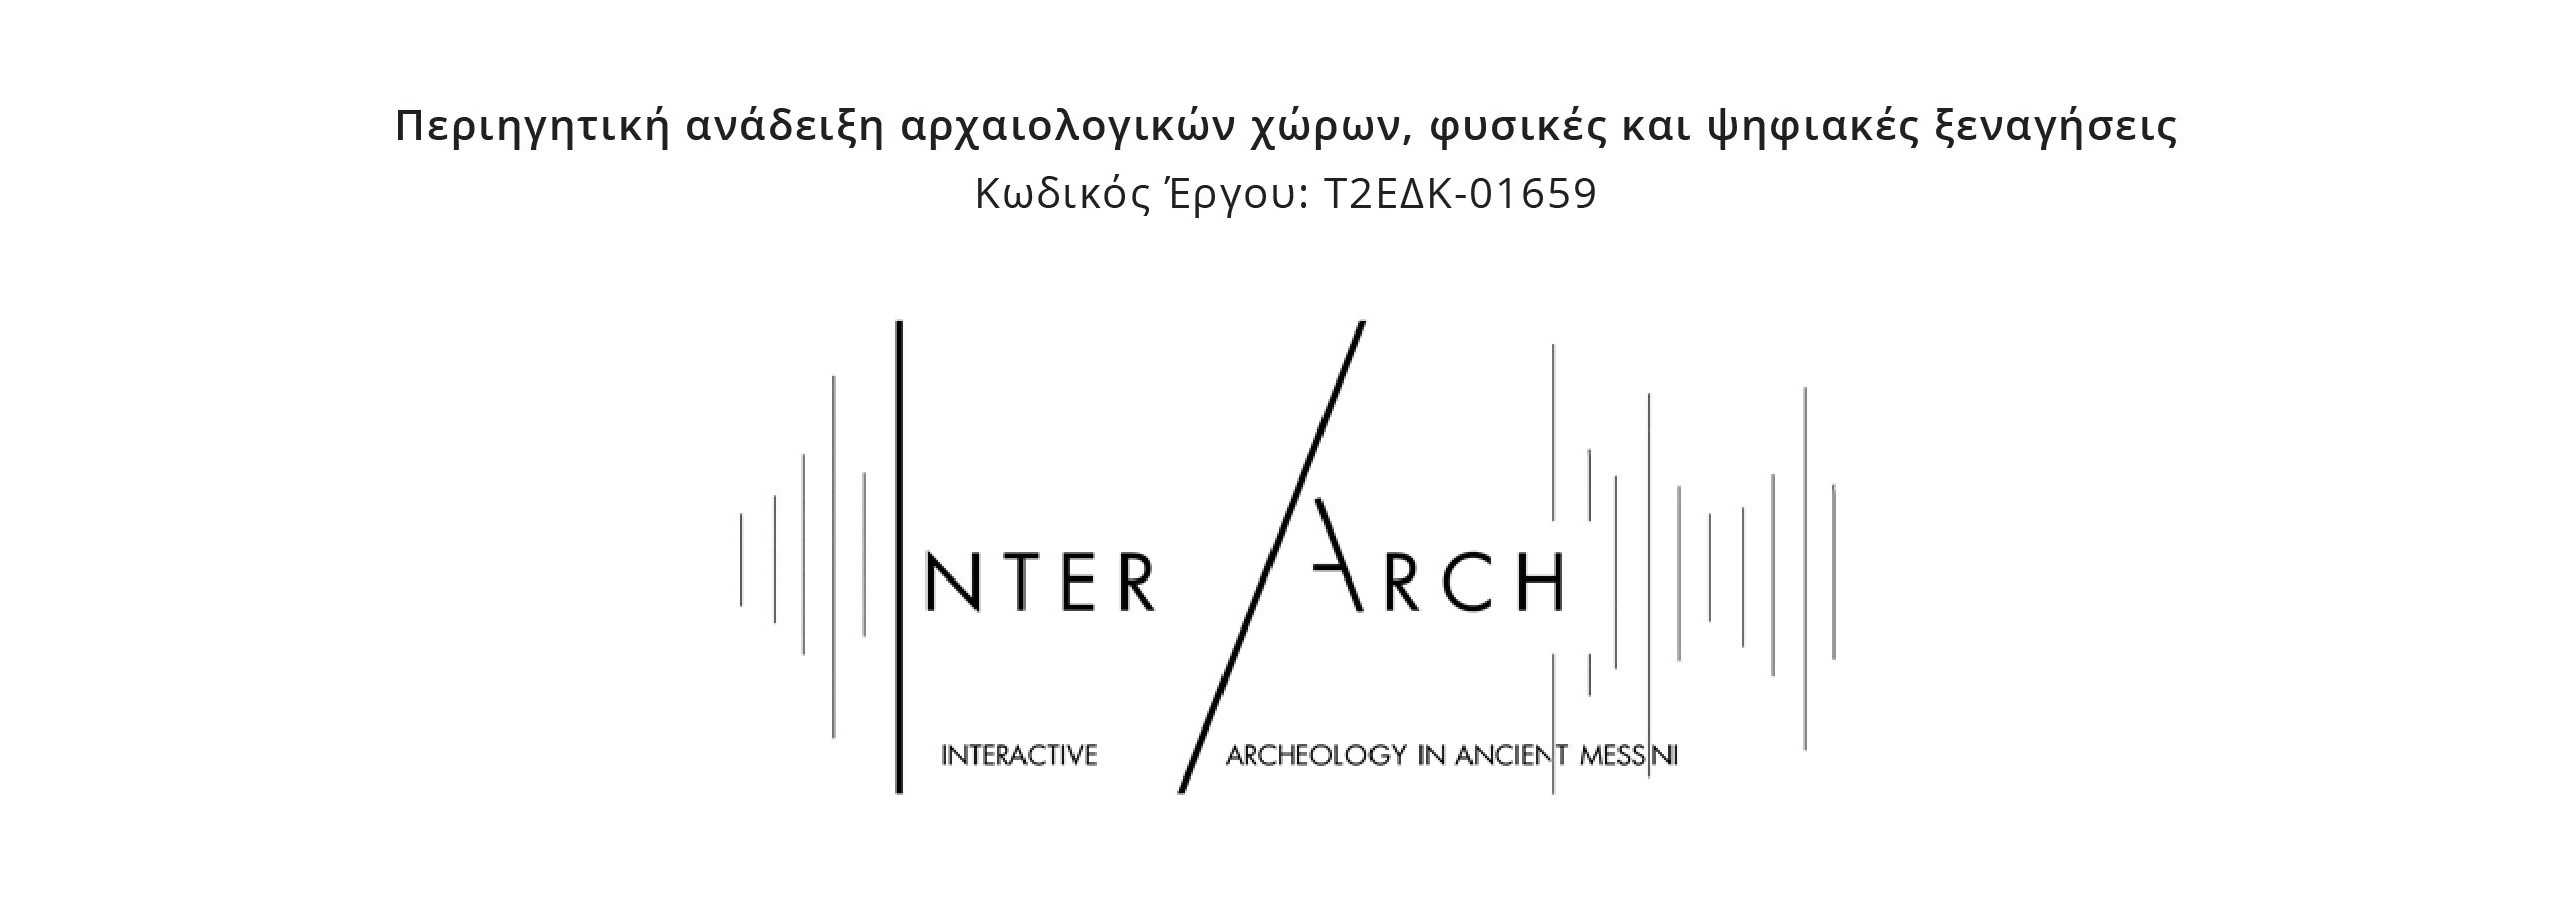 Περιηγητική ανάδειξη αρχαιολογικών χώρων, φυσικές και ψηφιακές ξεναγήσεις
Κωδικός Έργου: Τ2ΕΔΚ-01659
INTER ARCH
INTERACTIVE ARCHEOLOGY IN ANCIENT MESSINI